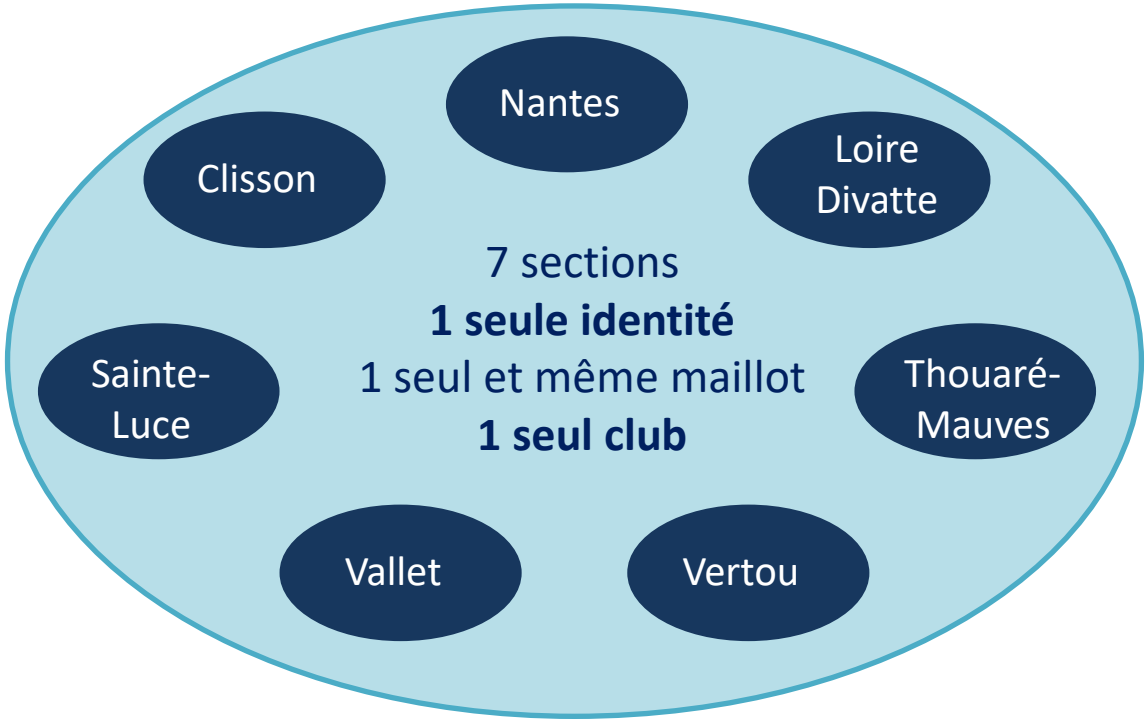 Nantes
Clisson
Loire
Divatte
7 sections
1 seule identité
1 seul et même maillot
1 seul club
Sainte-
Luce
Thouaré-
Mauves
Vallet
Vertou